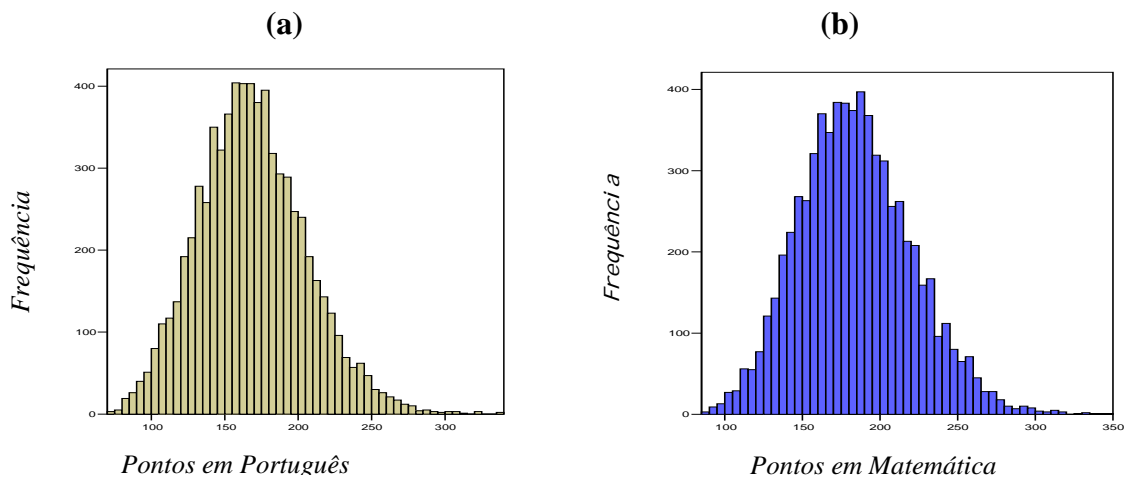 (a)
400
300
200
100
0
100 150 200 250 300
Frequência
Pontos em Português
(b)
400
300
200
100
0
100 150 200 250 300 350
Frequênci a
Pontos em Matemática